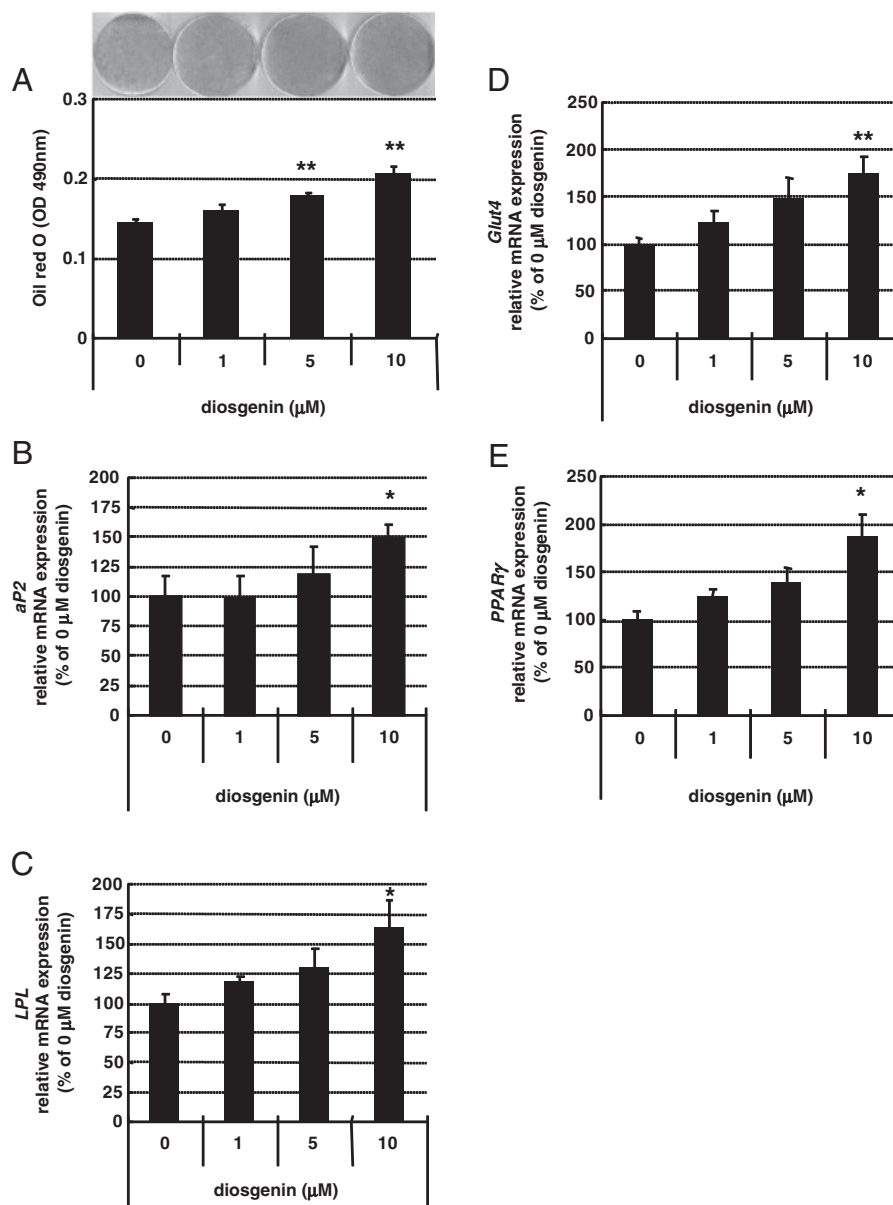 A
Oil red O (OD 490nm)
0.3
0.2
0.1
0
**
**
0 1 5 10
diosgenin (μM)
B
aP2
relative mRNA expression
(% of 0 μM diosgenin)
200
175
150
125
100
75
50
25
0
*
0 1 5 10
diosgenin (μM)
C
LPL
relative mRNA expression
(% of 0 μM diosgenin)
200
175
150
125
100
75
50
25
0
*
0 1 5 10
diosgenin (μM)
D
Glut4
relative mRNA expression
(% of 0 μM diosgenin)
250
200
150
100
50
0
**
0 1 5 10
diosgenin (μM)
E
PPARγ
relative mRNA expression
(% of 0 μM diosgenin)
250
200
150
100
50
0
*
0 1 5 10
diosgenin (μM)